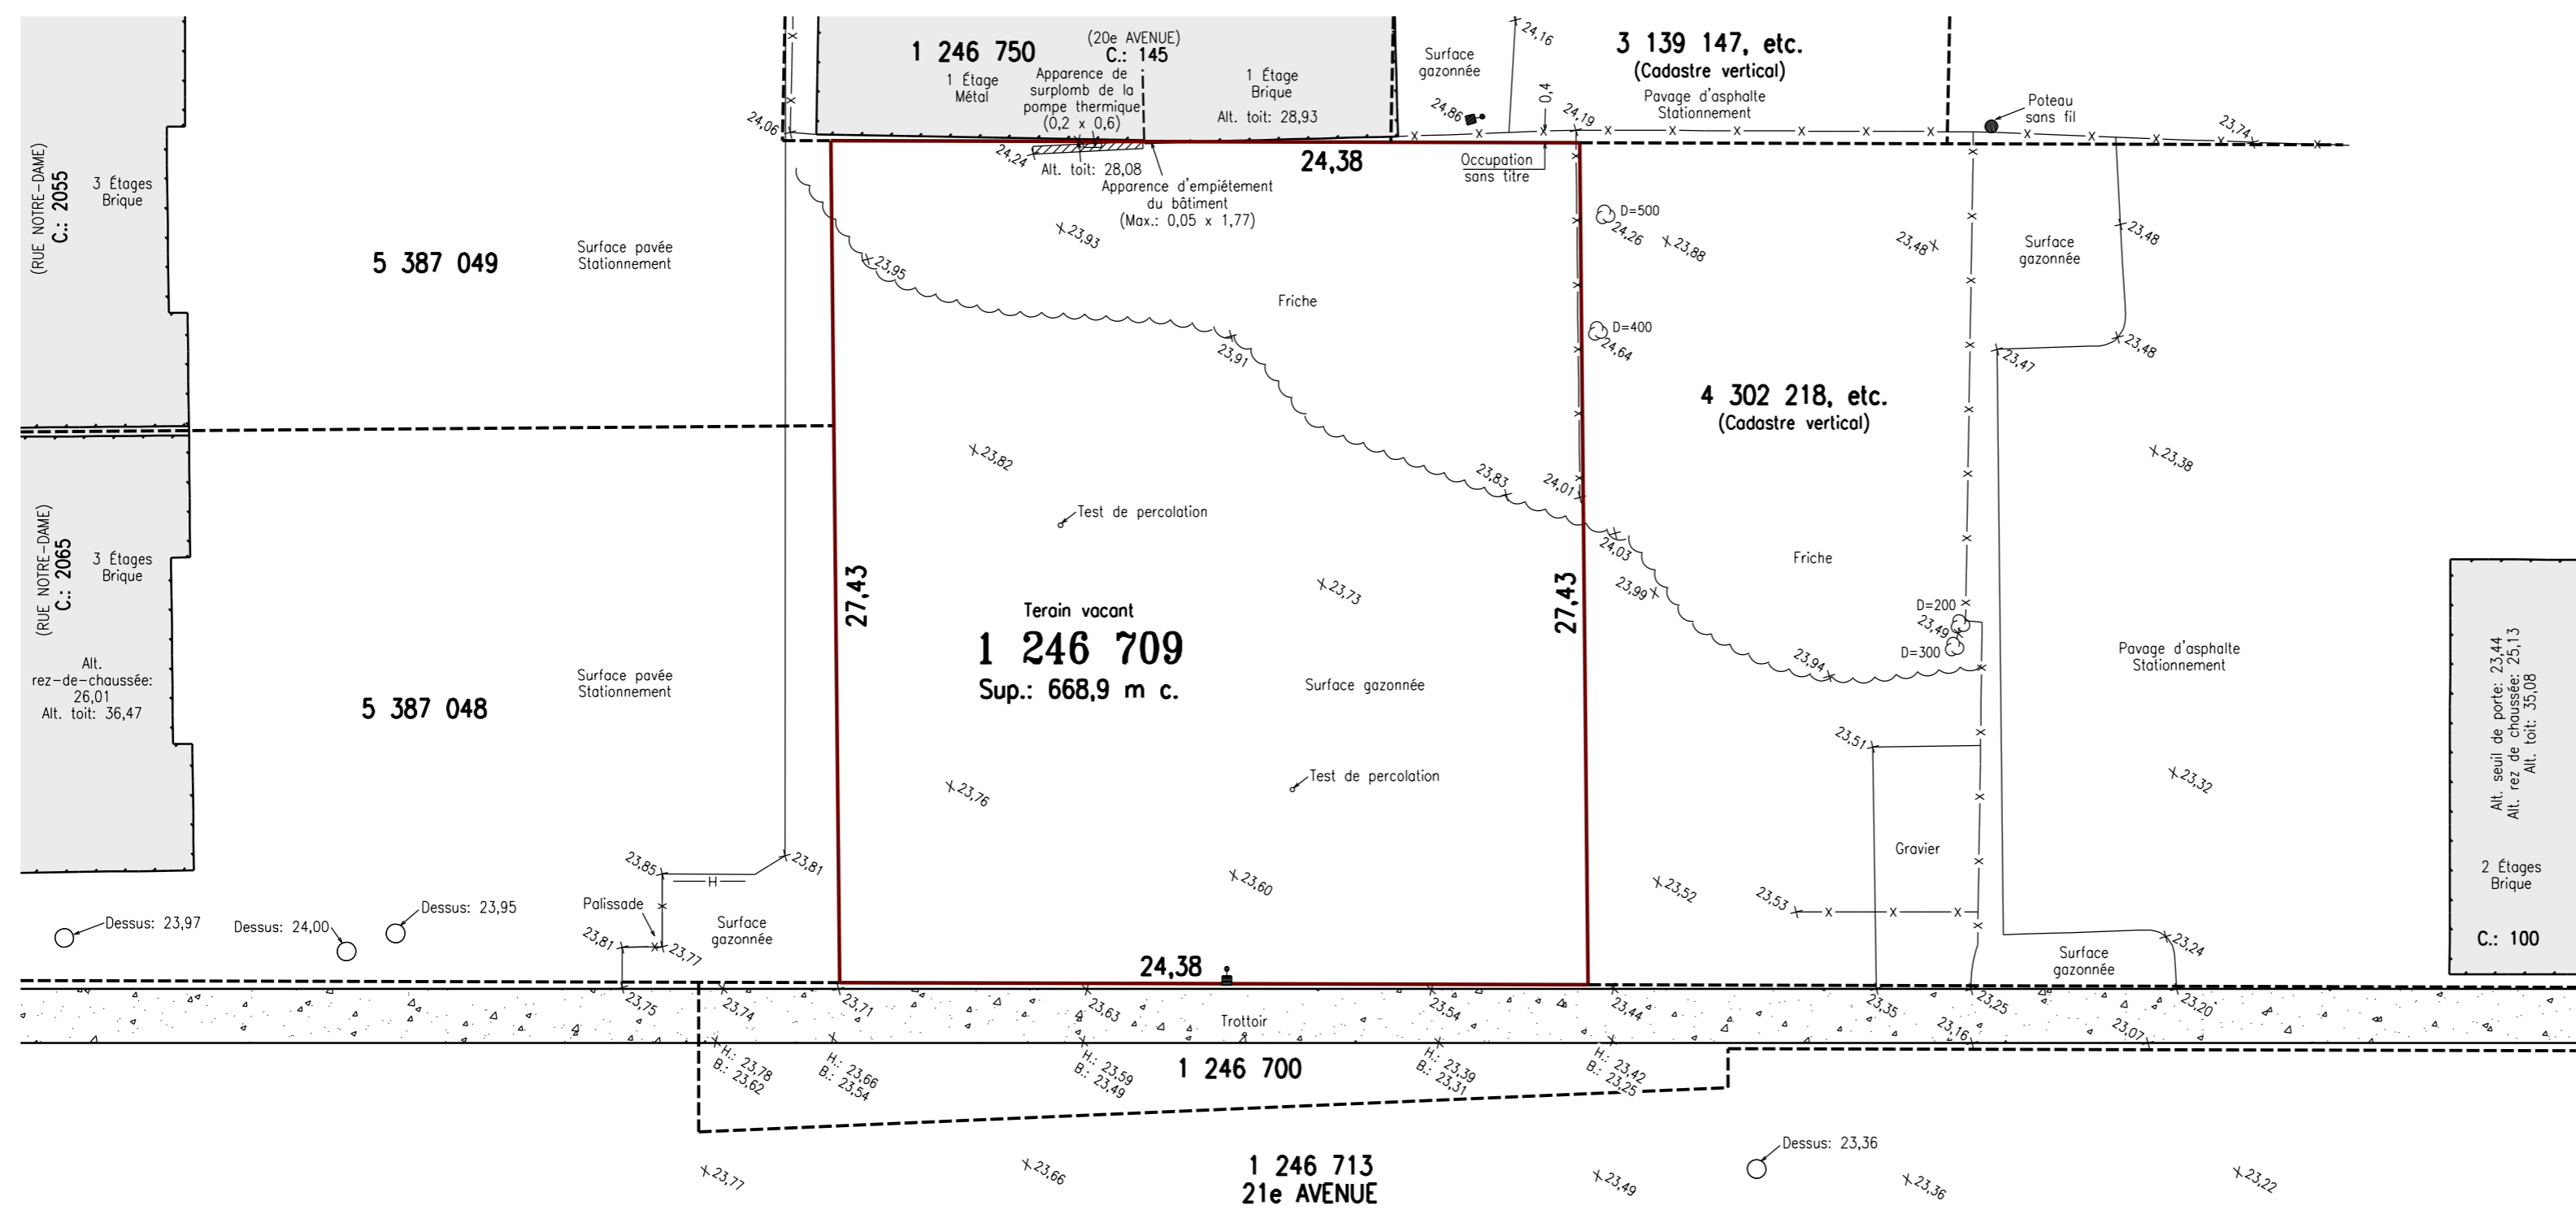 (20e AVENUE)
1 246 750
C.: 145
1 Étage
Métal
Apparence de
surplomb de la
pompe thermique
(0,2 x 0,6)
1 Étage
Brique
Alt. toit: 28,93
Surface
gazonnée
24,16
3 139 147, etc.
(Cadastre vertical)
Pavage d'asphalte
Stationnement
Poteau
sans fil
24,06
24,86
0,4
24,19
23,74
24,24
Alt. toit: 28,08
24,38
Occupation
sans titre
Apparence d'empiétement
du bâtiment
(Max.: 0,05 x 1,77)
(RUE NOTRE-DAME)
C.: 2055
3 Étages
Brique
5 387 049
Surface pavée
Stationnement
23,93
23,95
D=500
24,26
23,88
23,48
Surface
gazonnée
23,48
Friche
23,91
D=400
24,64
23,47
23,48
4 302 218, etc.
(Cadastre vertical)
23,82
23,83
24,01
23,38
Test de percolation
24,03
Friche
(RUE NOTRE-DAME)
C.: 2065
3 Étages
Brique
Alt.
rez-de-chaussée:
26,01
Alt. toit: 36,47
5 387 048
Surface pavée
Stationnement
27,43
23,73
27,43
23,99
D=200
23,49
D=300
23,94
Terain vacant
1 246 709
Sup.: 668,9 m c.
Surface gazonnée
Pavage d'asphalte
Stationnement
Alt. seuil de porte: 23,44
Alt. rez de chaussée: 25,13
Alt. toit: 35,08
23,51
23,76
Test de percolation
23,32
23,85
23,81
H
Gravier
23,60
23,52
23,53
2 Étages
Brique
C.: 100
Dessus: 23,97
Dessus: 24,00
Dessus: 23,95
Palissade
23,81
23,77
Surface
gazonnée
23,24
Surface
gazonnée
24,38
23,75
23,74
23,71
23,63
23,54
23,44
23,35
23,25
23,20
Trottoir
23,16
23,07
H.: 23,78
B.: 23,62
H.: 23,66
B.: 23,54
H.: 23,59
B.: 23,49
1 246 700
H.: 23,39
B.: 23,31
H.: 23,42
B.: 23,25
Dessus: 23,36
23,77
23,66
1 246 713
21e AVENUE
23,49
23,36
23,22